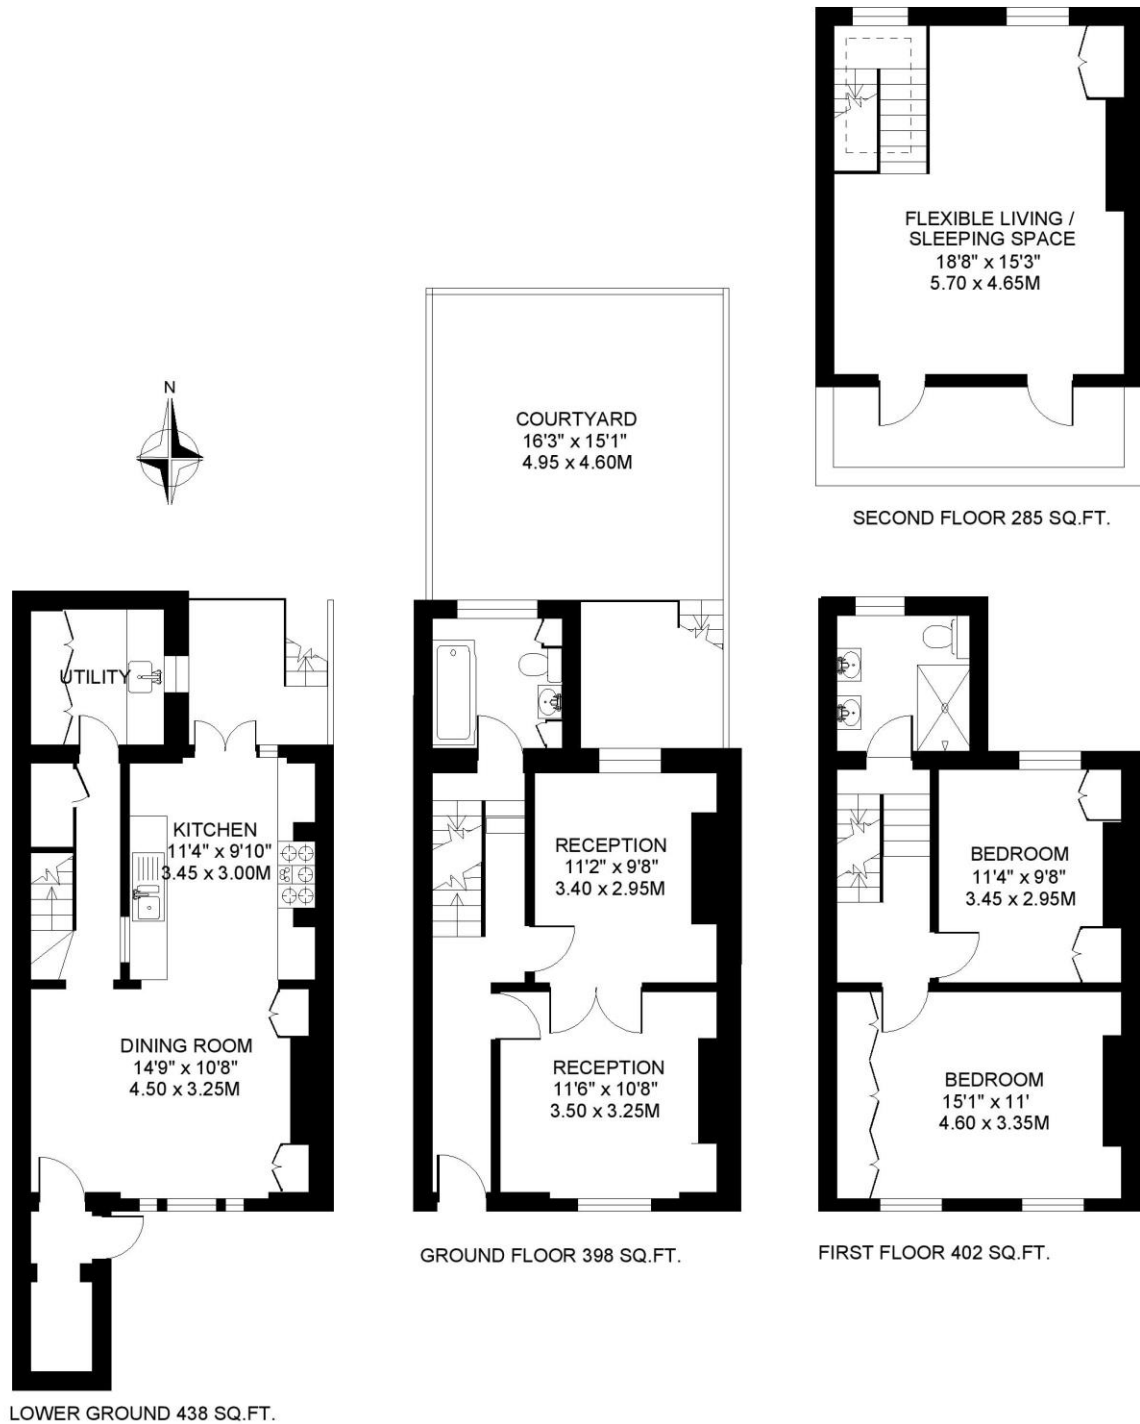 FLEXIBLE LIVING /
SLEEPING SPACE
18'8" x 15'3"
5.70 x 4.65M
SECOND FLOOR 285 SQ.FT.
N
COURTYARD
16'3" x 15'1"
4.95 x 4.60M
UTILITY
KITCHEN
11'4" x 9'10"
3.45 x 3.00M
DINING ROOM
14'9" x 10'8"
4.50 x 3.25M
LOWER GROUND 438 SQ.FT.
RECEPTION
11'2" x 9'8"
3.40 x 2.95M
RECEPTION
11'6" x 10'8"
3.50 x 3.25M
GROUND FLOOR 398 SQ.FT.
BEDROOM
11'4" x 9'8"
3.45 x 2.95M
BEDROOM
15'1" x 11'
4.60 x 3.35M
FIRST FLOOR 402 SQ.FT.